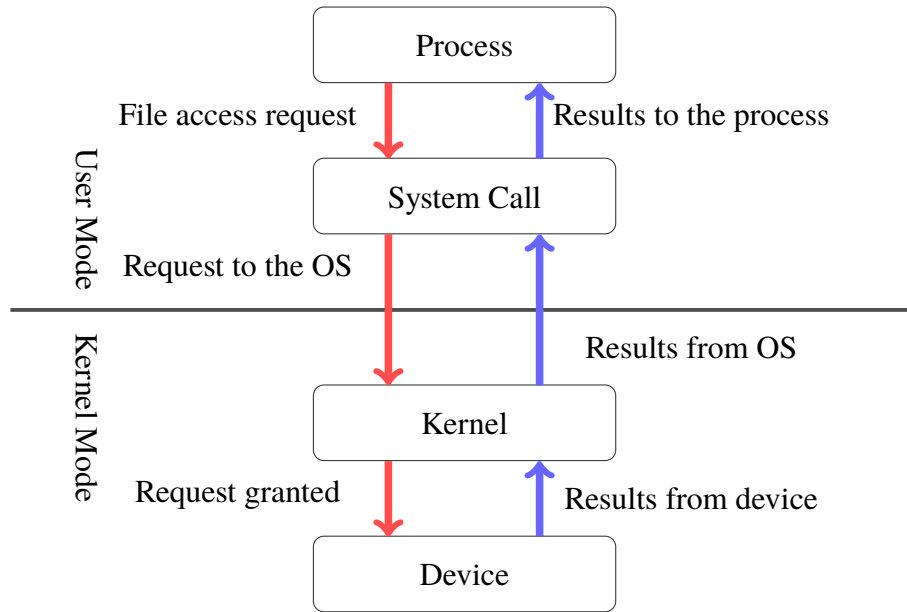 Process
File access request
Results to the process
System Call
User Mode
Request to the OS
Kernel Mode
Results from OS
Kernel
Request granted
Results from device
Device